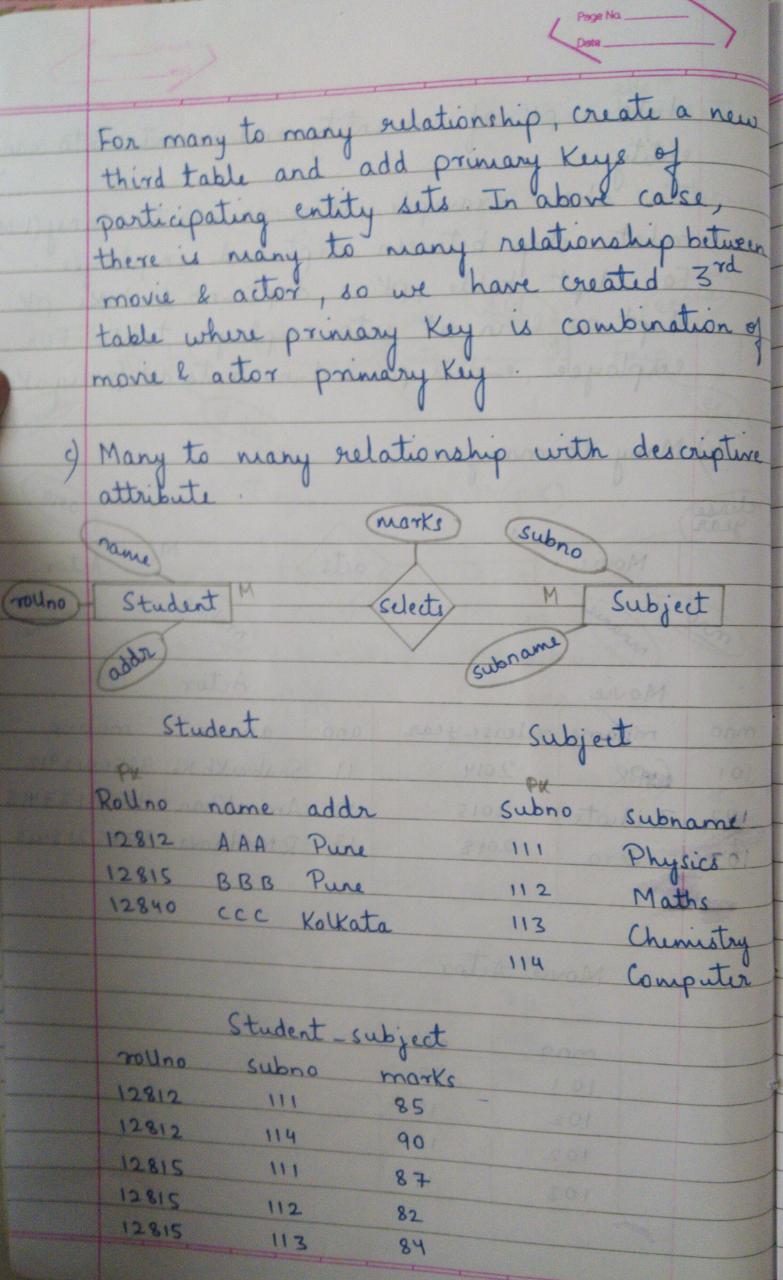 Page No.
Date
For many to many relationship, create a new
third table and add primary keys of
participating entity sets. In above case,
there is many to many relationship between
movie & actor, so we have created 3rd
table where primary key is combination of
movie & actor primary key.
c) Many to many relationship with descriptive
attribute.
marks
name
subno
rollno
Student
M
selects
M
Subject
addr
subname
Student
Subject
PK
PK
Rollno name addr
Subno subname
12812 AAA Pune
111 Physics
12815 BBB Pune
112 Maths
12840 CCC Kolkata
113 Chemistry
114 Computer
Student_subject
rollno subno marks
12812 111 85
12812 114 90
12815 111 87
12815 112 82
12815 113 84